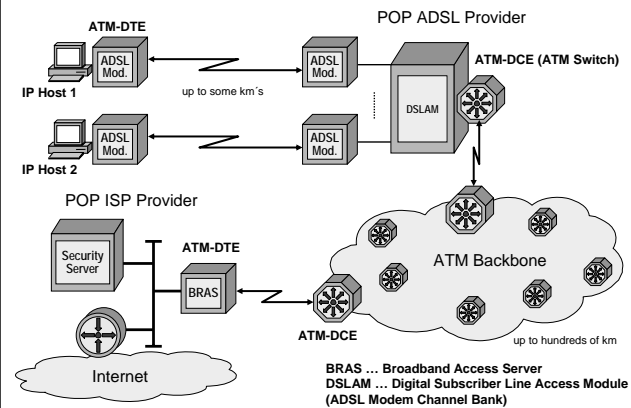 POP ADSL Provider
ATM-DTE
ATM-DCE (ATM Switch)
ADSL
Mod.
ADSL
Mod.
up to some km´s
IP Host 1
DSLAM
ADSL
Mod.
ADSL
Mod.
IP Host 2
POP ISP Provider
Security
Server
ATM-DTE
BRAS
ATM Backbone
ATM-DCE
up to hundreds of km
Internet
BRAS ... Broadband Access Server
DSLAM ... Digital Subscriber Line Access Module
(ADSL Modem Channel Bank)